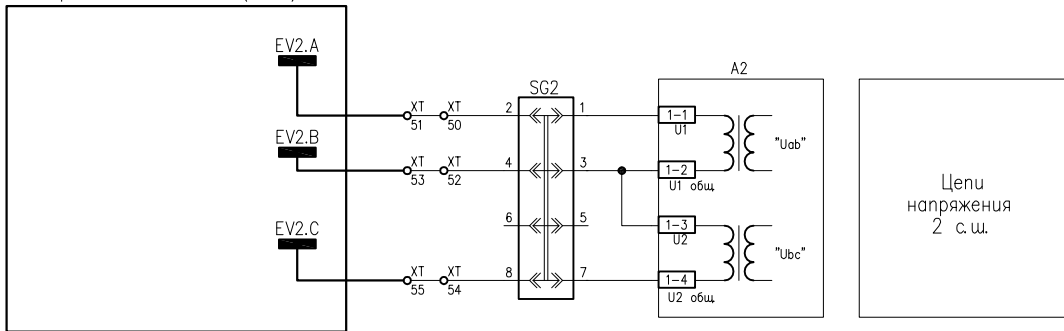 EV2.A
EV2.B
EV2.C
XT 51
XT 50
XT 53
XT 52
XT 55
XT 54
SG2
2 1
4 3
6 5
8 7
A2
1-1
U1
1-2
U1 общ.
1-3
U2
1-4
U2 общ.
"Uab"
"Ubc"
Цепи
напряжения
2 с.ш.